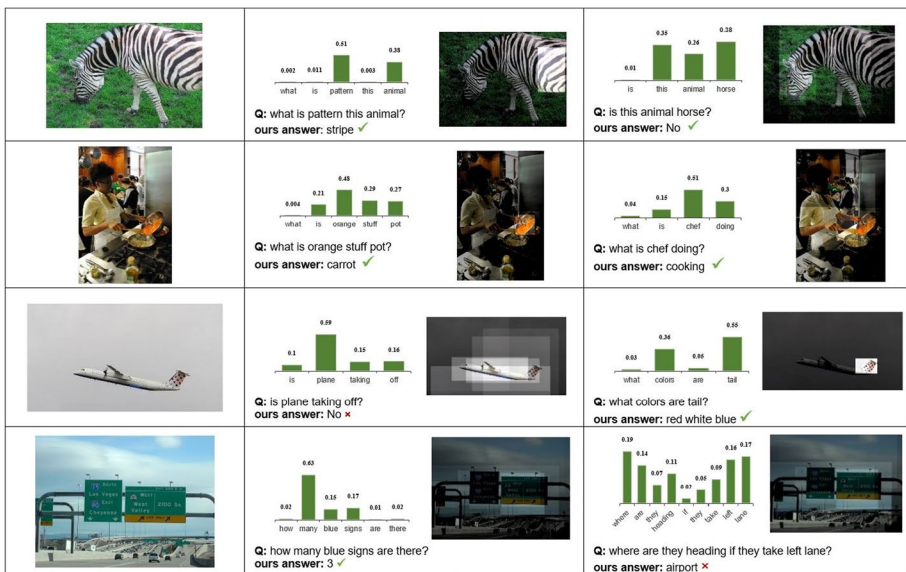 0.002 0.011 0.51 0.003 0.38
what is pattern this animal
Q: what is pattern this animal?
ours answer: stripe ✓
0.01 0.35 0.26 0.38
is this animal horse
Q: is this animal horse?
ours answer: No ✓
0.004 0.21 0.48 0.29 0.27
what is orange stuff pot
Q: what is orange stuff pot?
ours answer: carrot ✓
0.04 0.15 0.51 0.3
what is chef doing
Q: what is chef doing?
ours answer: cooking ✓
0.1 0.59 0.15 0.16
is plane taking off
Q: is plane taking off?
ours answer: No ×
0.03 0.36 0.05 0.55
what colors are tail
Q: what colors are tail?
ours answer: red white blue ✓
Las Vegas
East
Cheyenne
West
Valley
2100 So
0.02 0.63 0.15 0.17 0.01 0.02
how many blue signs are there
Q: how many blue signs are there?
ours answer: 3 ✓
0.19 0.14 0.07 0.11 0.02 0.05 0.09 0.16 0.17
where are they heading if they take left lane
Q: where are they heading if they take left lane?
ours answer: airport ×